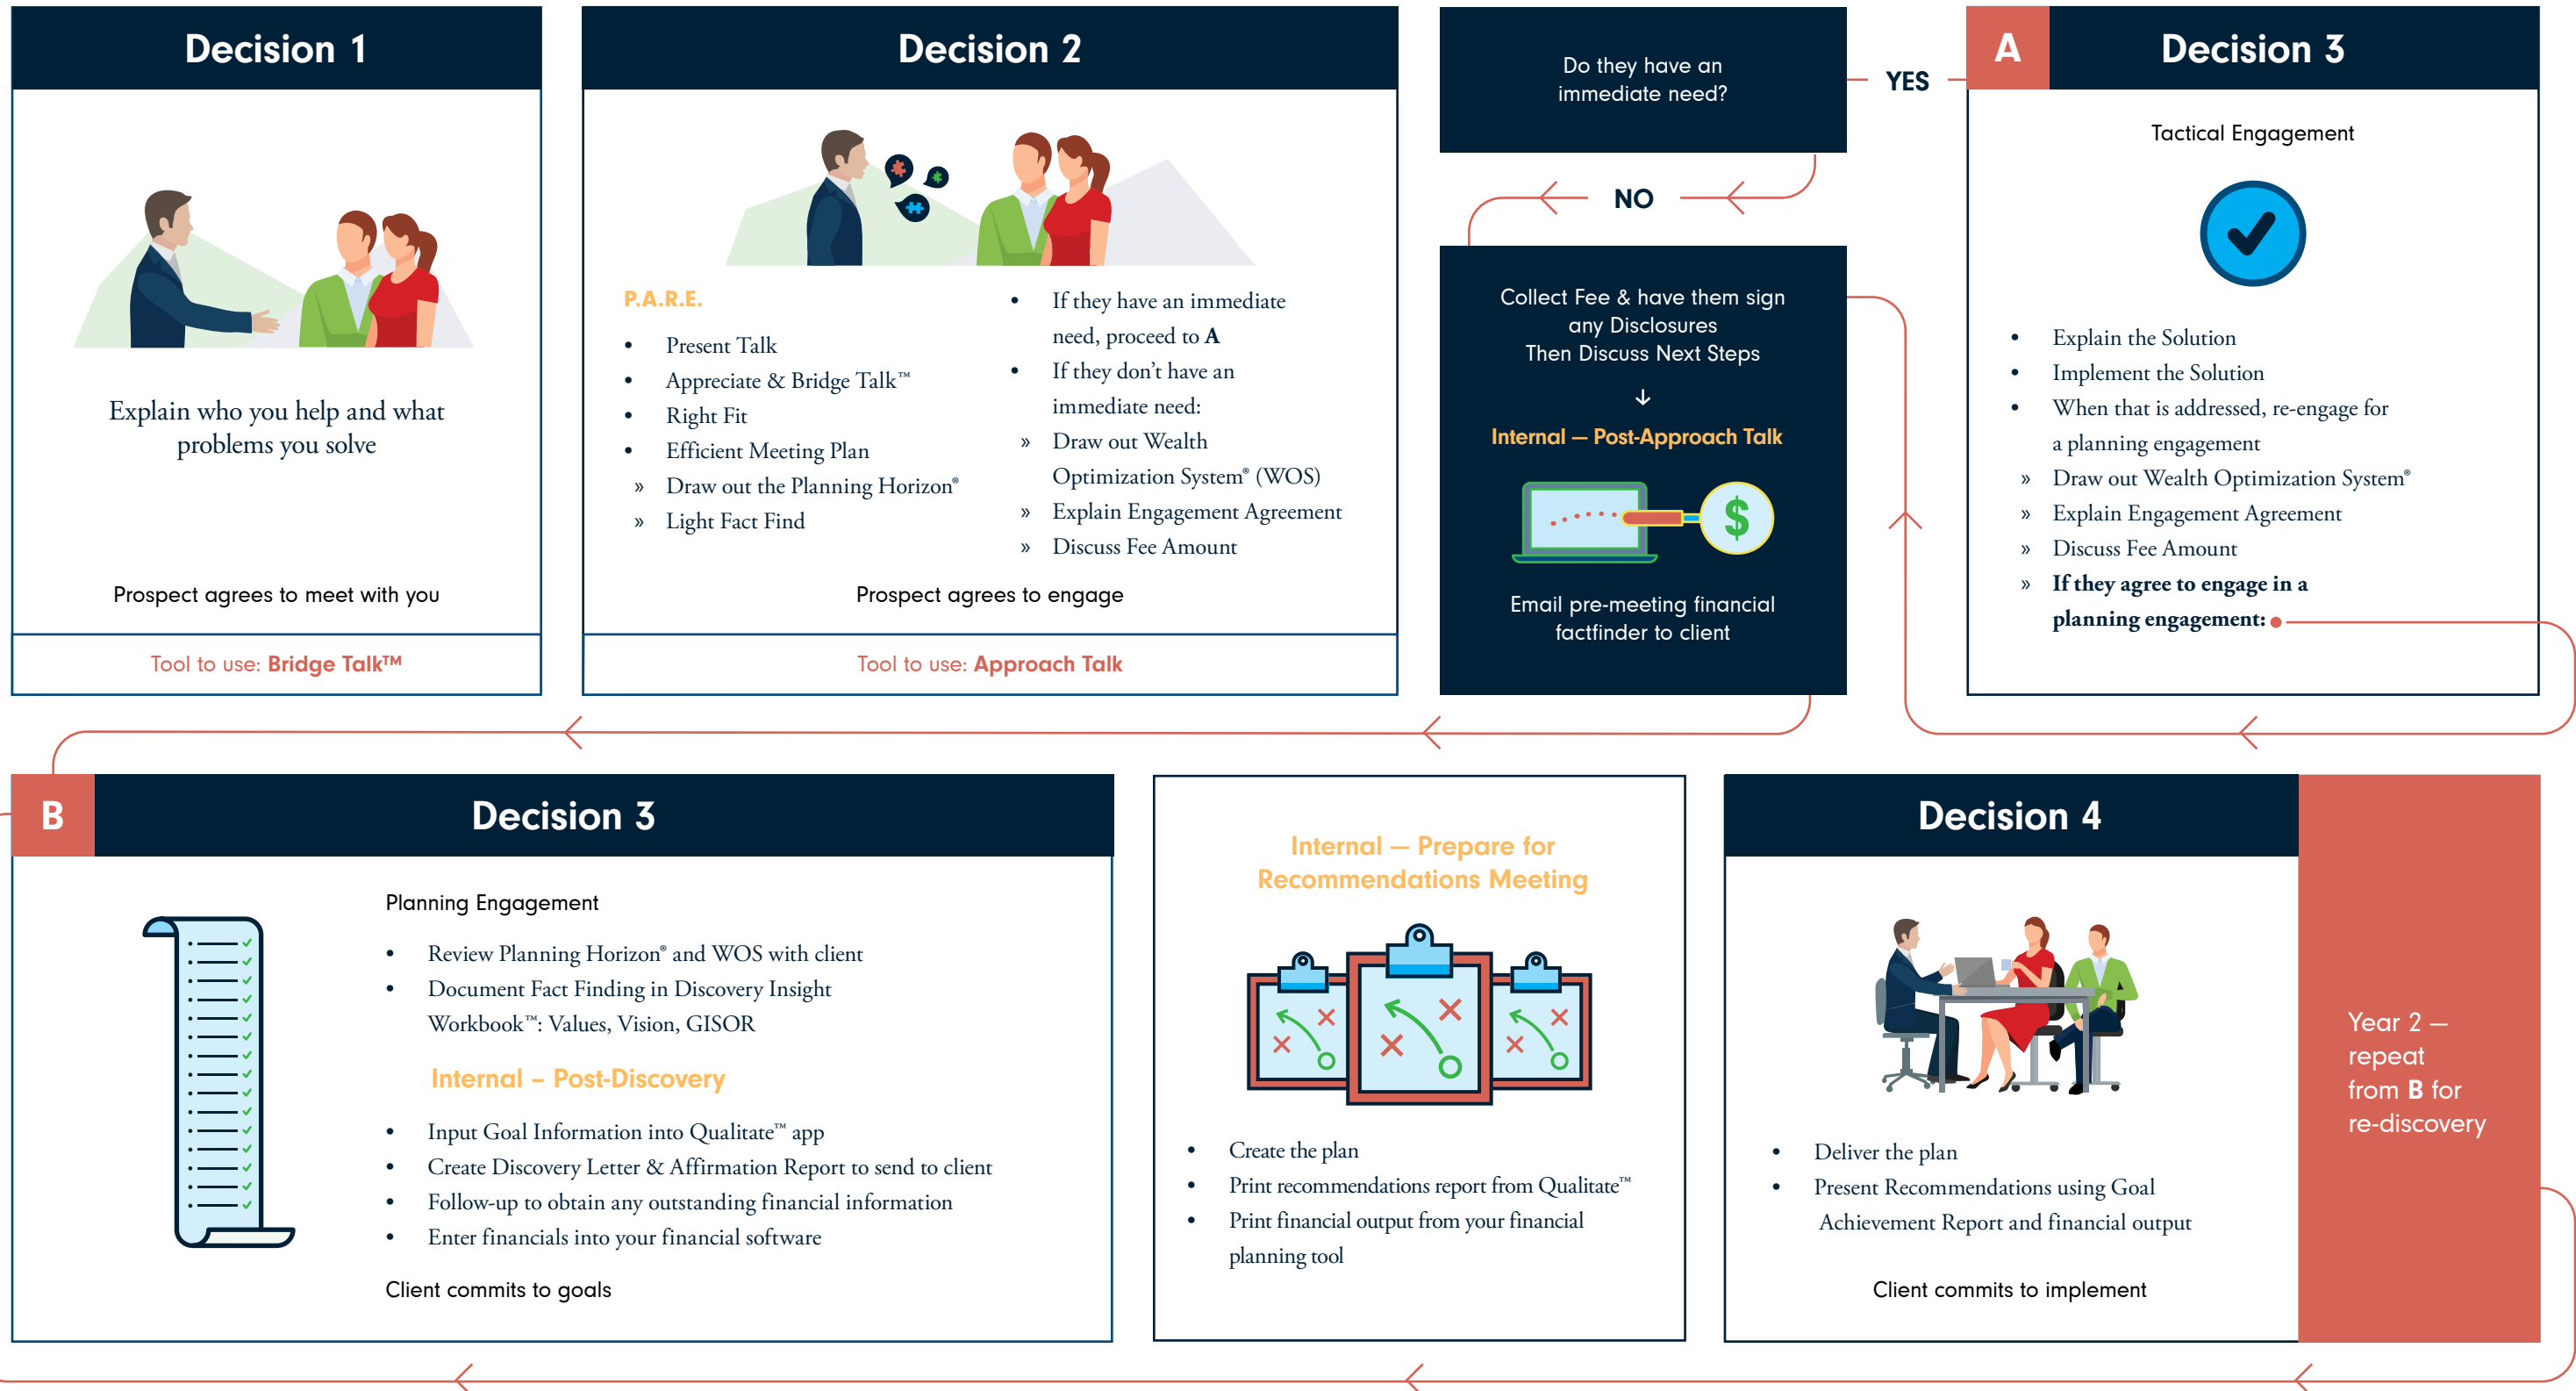 Decision 1
Explain who you help and what
problems you solve
Prospect agrees to meet with you
Tool to use: Bridge Talk™
Decision 2
P.A.R.E.
• Present Talk
• Appreciate & Bridge Talk™
• Right Fit
• Efficient Meeting Plan
» Draw out the Planning Horizon®
» Light Fact Find
• If they have an immediate
need, proceed to A
• If they don't have an
immediate need:
» Draw out Wealth
Optimization System® (WOS)
» Explain Engagement Agreement
» Discuss Fee Amount
Prospect agrees to engage
Tool to use: Approach Talk
Do they have an
immediate need?
YES
NO
Collect Fee & have them sign
any Disclosures
Then Discuss Next Steps
↓
Internal — Post-Approach Talk
$
Email pre-meeting financial
factfinder to client
A
Decision 3
Tactical Engagement
• Explain the Solution
• Implement the Solution
• When that is addressed, re-engage for
a planning engagement
» Draw out Wealth Optimization System®
» Explain Engagement Agreement
» Discuss Fee Amount
» If they agree to engage in a
planning engagement:
B
Decision 3
Planning Engagement
• Review Planning Horizon® and WOS with client
• Document Fact Finding in Discovery Insight
Workbook™: Values, Vision, GISOR
Internal – Post-Discovery
• Input Goal Information into Qualitate™ app
• Create Discovery Letter & Affirmation Report to send to client
• Follow-up to obtain any outstanding financial information
• Enter financials into your financial software
Client commits to goals
Internal — Prepare for
Recommendations Meeting
• Create the plan
• Print recommendations report from Qualitate™
• Print financial output from your financial
planning tool
Decision 4
• Deliver the plan
• Present Recommendations using Goal
Achievement Report and financial output
Client commits to implement
Year 2 —
repeat
from B for
re-discovery